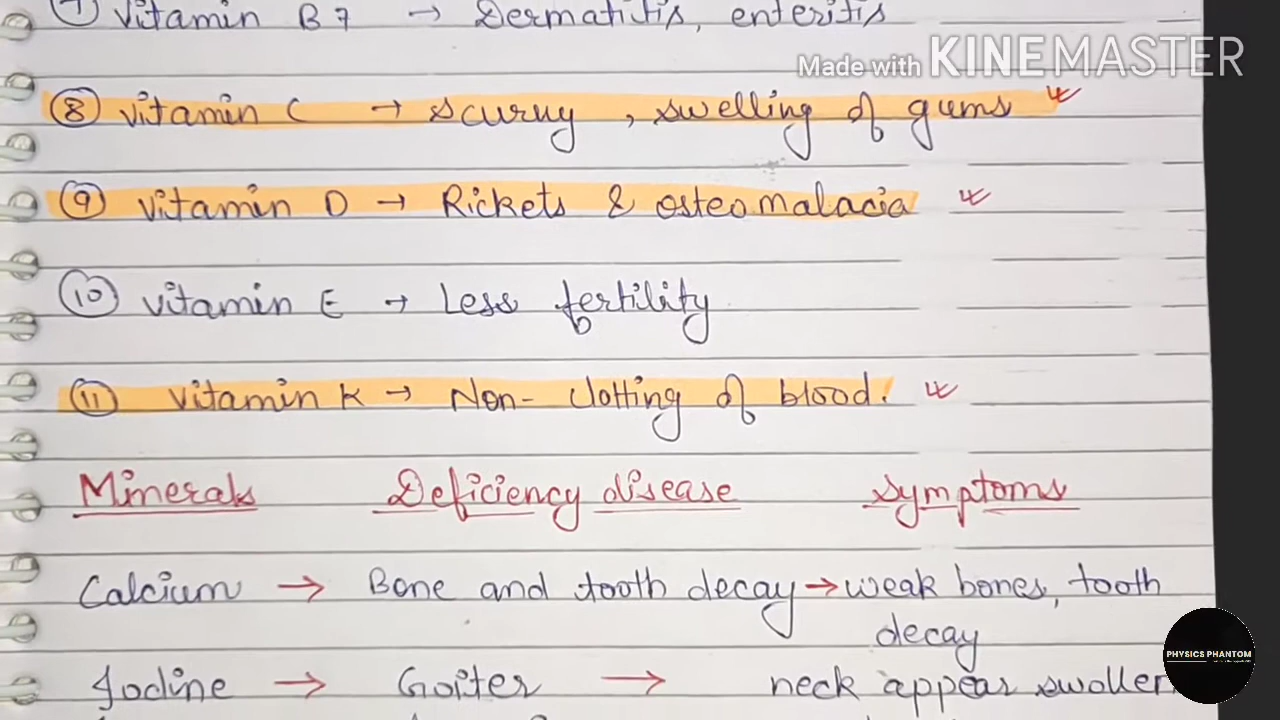 7 Vitamin B7 → Dermatitis, enteritis
Made with KINEMASTER
8 Vitamin C → Scurvy, swelling of gums
9 Vitamin D → Rickets & osteomalacia
10 Vitamin E → Less fertility
11 Vitamin K → Non-clotting of blood.
Minerals Deficiency disease Symptoms
Calcium → Bone and tooth decay → weak bones, tooth
decay
PHYSICS PHANTOM
Iodine → Goiter → neck appear swollen